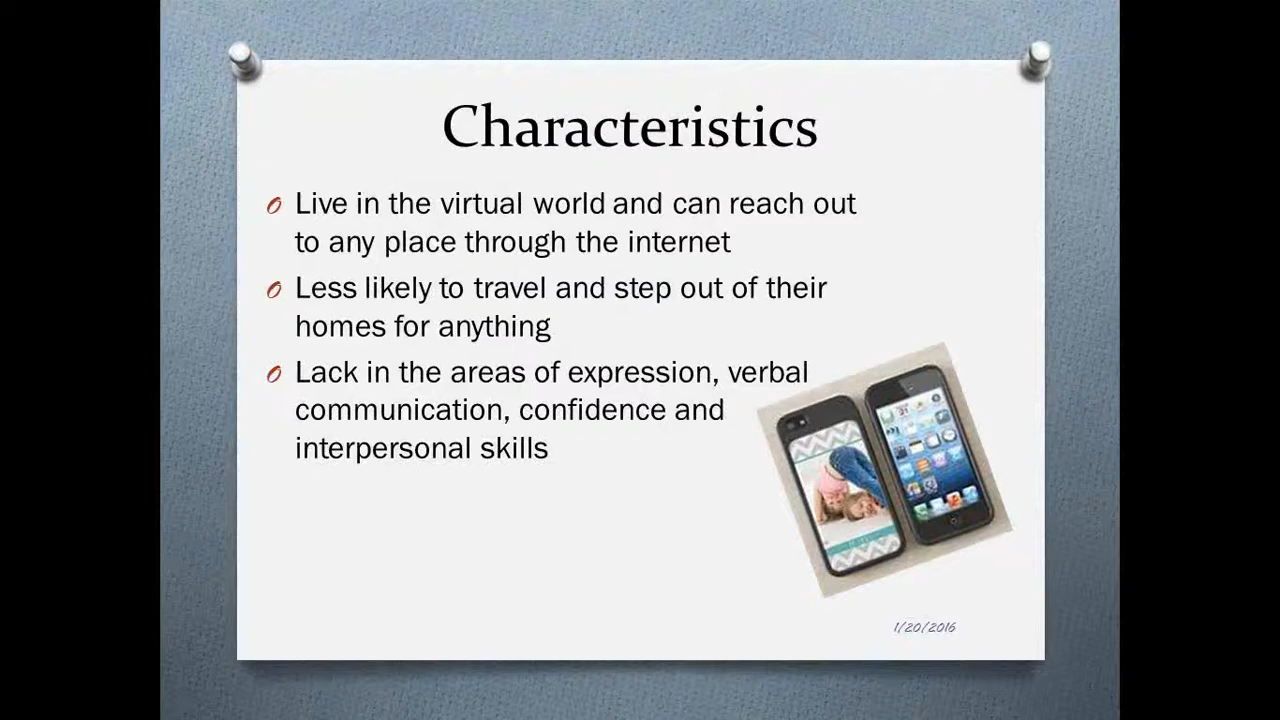 Characteristics
Live in the virtual world and can reach out
to any place through the internet
Less likely to travel and step out of their
homes for anything
Lack in the areas of expression, verbal
communication, confidence and
interpersonal skills
1/20/2016